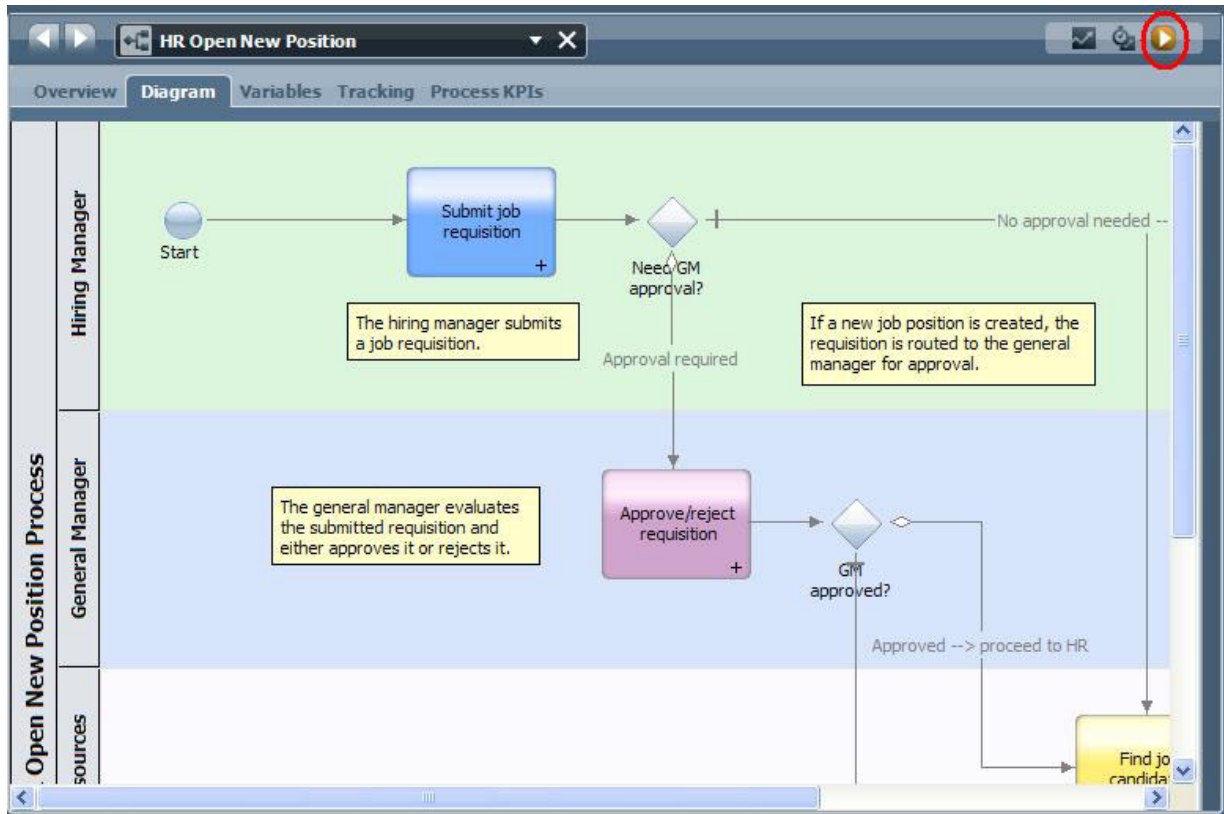 HR Open New Position
Overview
Diagram
Variables
Tracking
Process KPIs
Open New Position Process
Hiring Manager
Start
Submit job
requisition
Need GM
approval?
No approval needed --
The hiring manager submits
a job requisition.
If a new job position is created, the
requisition is routed to the general
manager for approval.
Approval required
General Manager
The general manager evaluates
the submitted requisition and
either approves it or rejects it.
Approve/reject
requisition
GM
approved?
Approved --> proceed to HR
sources
Find jo
candida